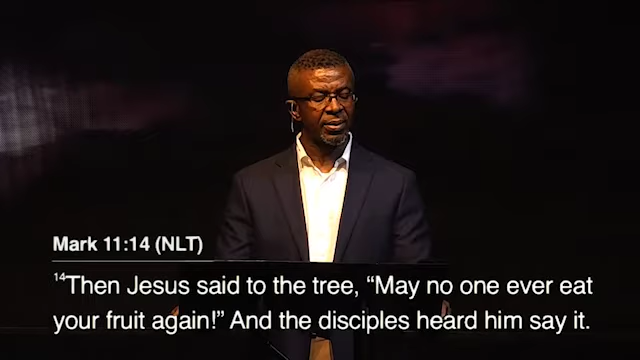 Mark 11:14 (NLT)
14Then Jesus said to the tree, “May no one ever eat
your fruit again!” And the disciples heard him say it.